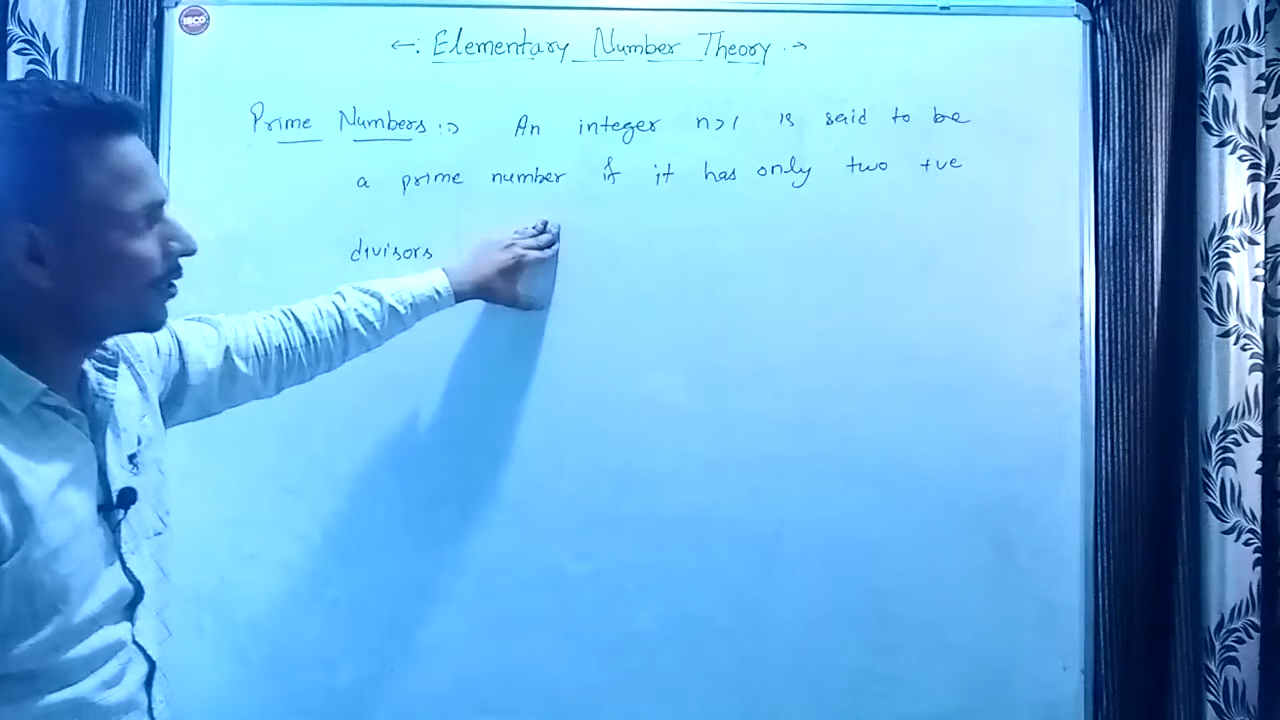 ISCO
←: Elementary Number Theory :→
Prime Numbers :→ An integer n>1 is said to be
a prime number if it has only two +ve
divisors